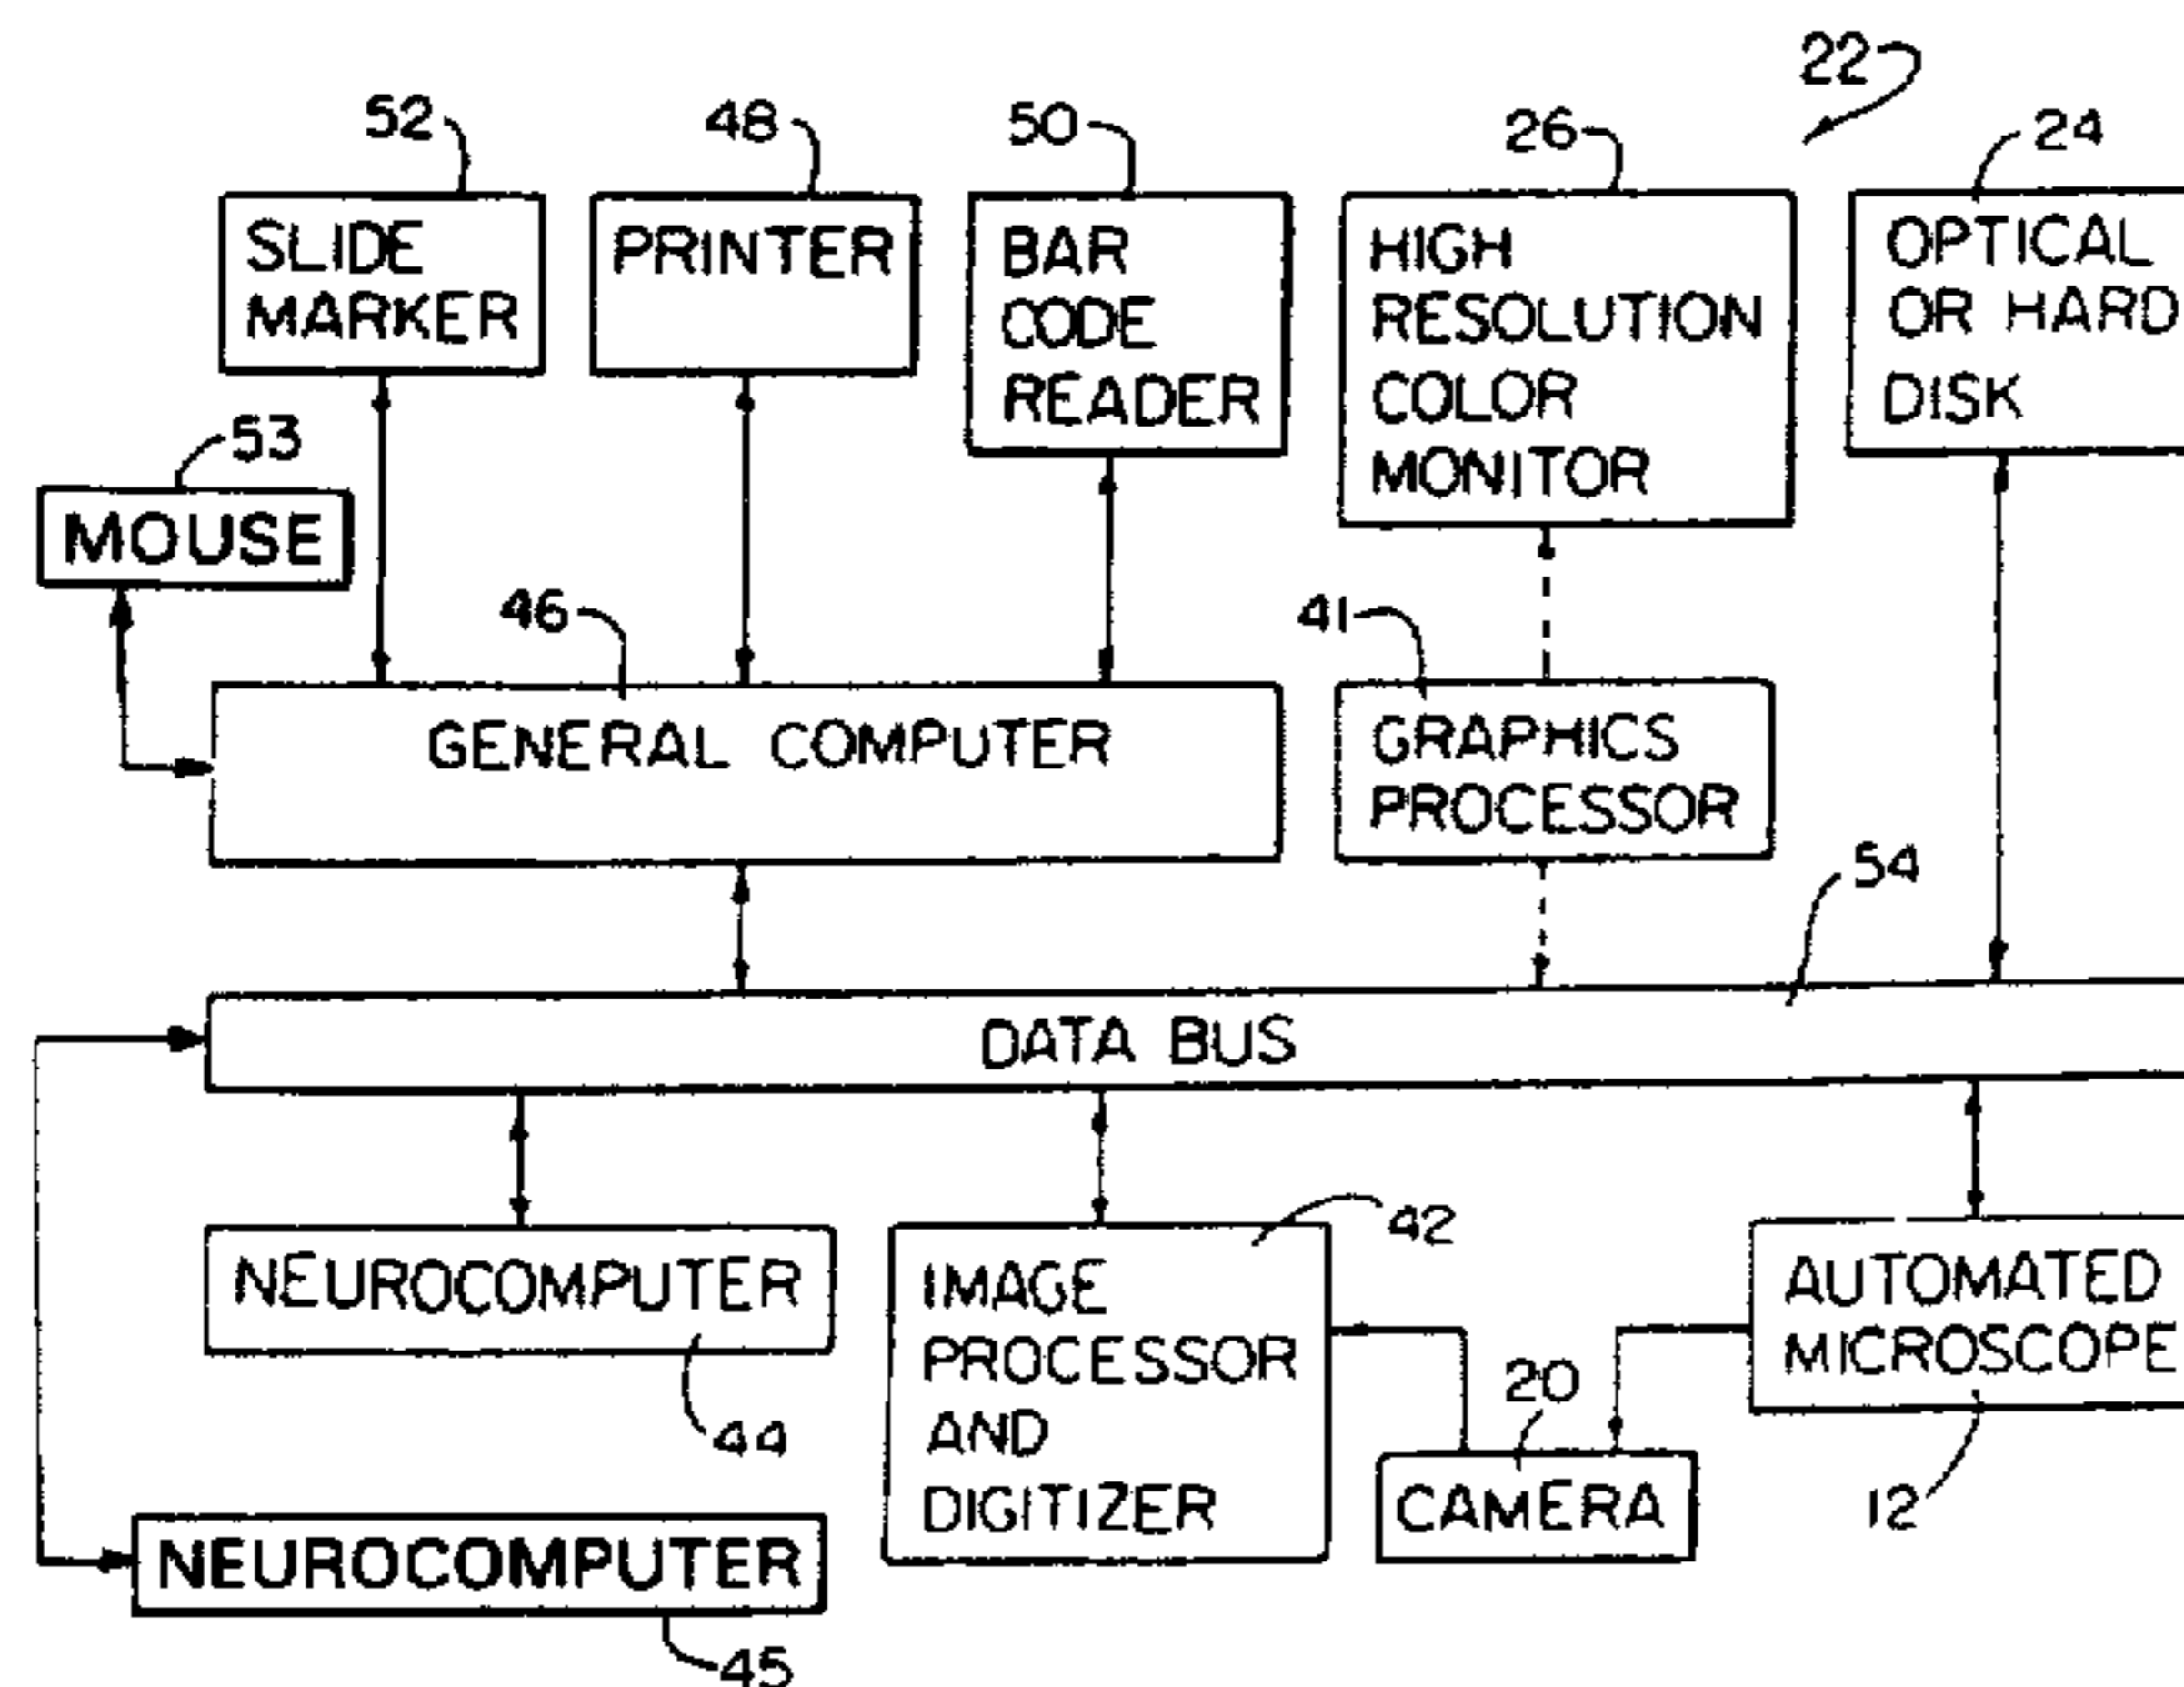 22
52
48
50
26
24
SLIDE
MARKER
PRINTER
BAR
CODE
READER
HIGH
RESOLUTION
COLOR
MONITOR
OPTICAL
OR HARD
DISK
53
MOUSE
46
41
GENERAL COMPUTER
GRAPHICS
PROCESSOR
54
DATA BUS
42
NEUROCOMPUTER
44
IMAGE
PROCESSOR
AND
DIGITIZER
AUTOMATED
MICROSCOPE
20
CAMERA
12
NEUROCOMPUTER
45